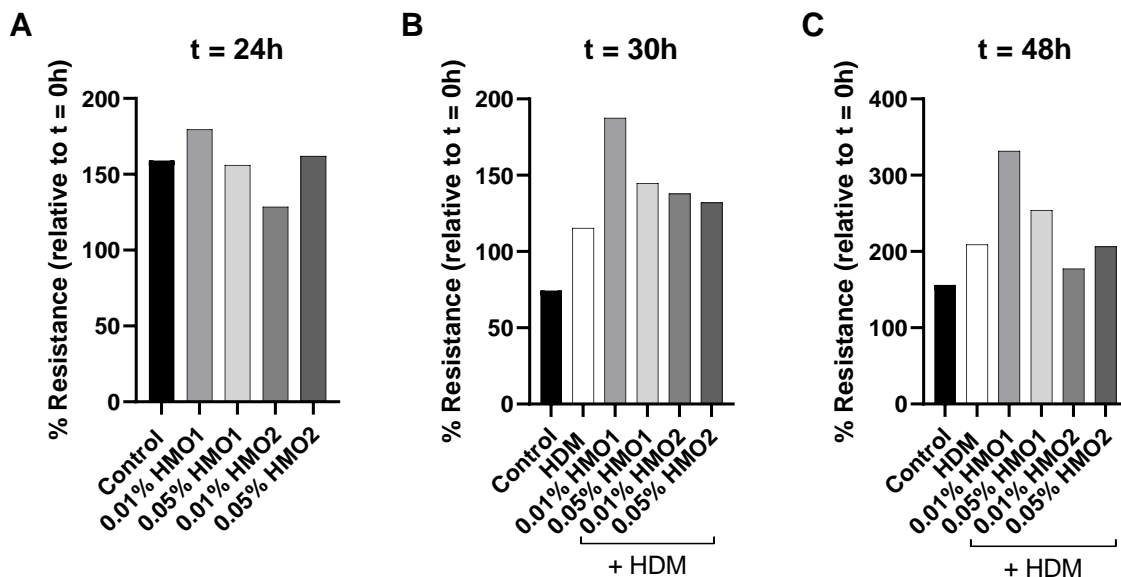 A
t = 24h
% Resistance (relative to t = 0h)
200
150
100
50
0
Control
0.01% HMO1
0.05% HMO1
0.01% HMO2
0.05% HMO2
B
t = 30h
% Resistance (relative to t = 0h)
200
150
100
50
0
Control
HDM
0.01% HMO1
0.05% HMO1
0.01% HMO2
0.05% HMO2
+ HDM
C
t = 48h
% Resistance (relative to t = 0h)
400
300
200
100
0
Control
HDM
0.01% HMO1
0.05% HMO1
0.01% HMO2
0.05% HMO2
+ HDM